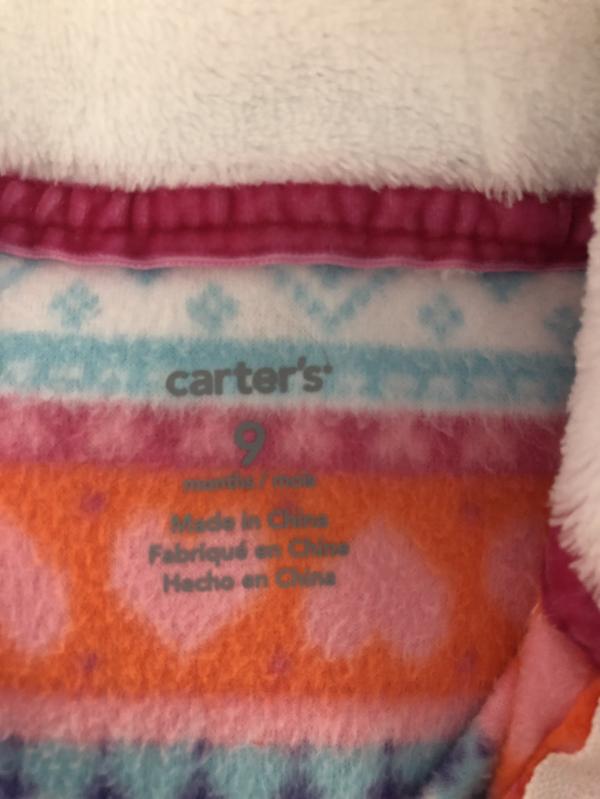 carter's
9
months / mois
Made in China
Fabriqué en Chine
Hecho en China